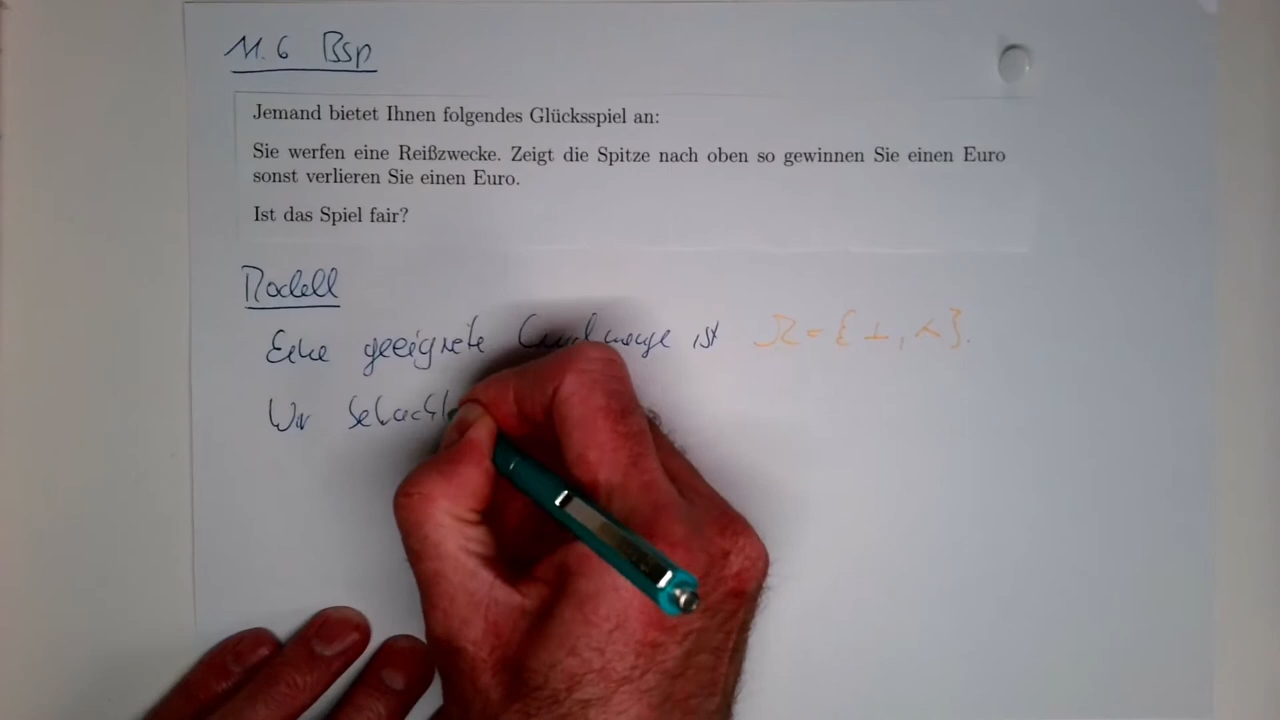 11.6 Bsp
Jemand bietet Ihnen folgendes Glücksspiel an:
Sie werfen eine Reißzwecke. Zeigt die Spitze nach oben so gewinnen Sie einen Euro
sonst verlieren Sie einen Euro.
Ist das Spiel fair?
Modell
Eine geeignete Grundmenge ist Ω = {⊥, ⋌}.
Wir